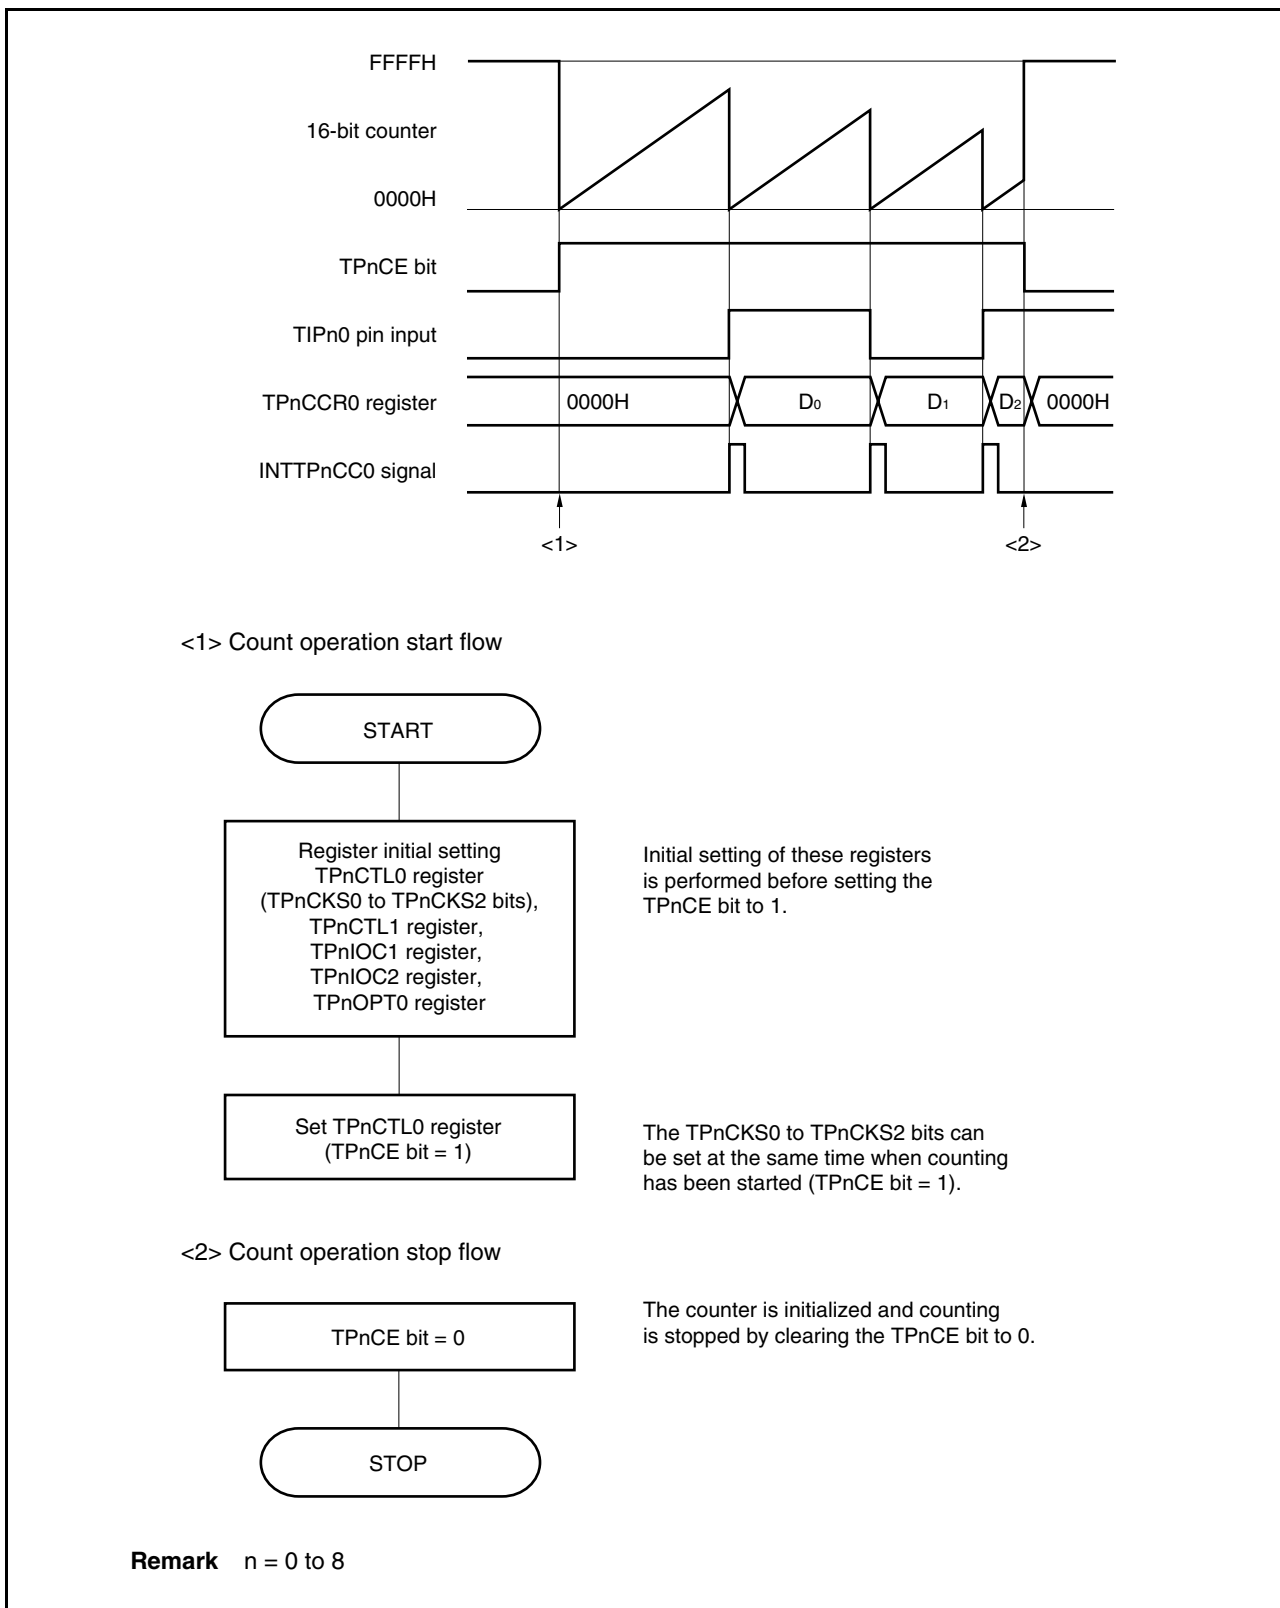 FFFFH
16-bit counter
0000H
TPnCE bit
TIPn0 pin input
TPnCCR0 register
0000H
D0
D1
D2
0000H
INTTPnCC0 signal
<1>
<2>
<1> Count operation start flow
START
Register initial setting
TPnCTL0 register
(TPnCKS0 to TPnCKS2 bits),
TPnCTL1 register,
TPnIOC1 register,
TPnIOC2 register,
TPnOPT0 register
Initial setting of these registers
is performed before setting the
TPnCE bit to 1.
Set TPnCTL0 register
(TPnCE bit = 1)
The TPnCKS0 to TPnCKS2 bits can
be set at the same time when counting
has been started (TPnCE bit = 1).
<2> Count operation stop flow
TPnCE bit = 0
The counter is initialized and counting
is stopped by clearing the TPnCE bit to 0.
STOP
Remark n = 0 to 8